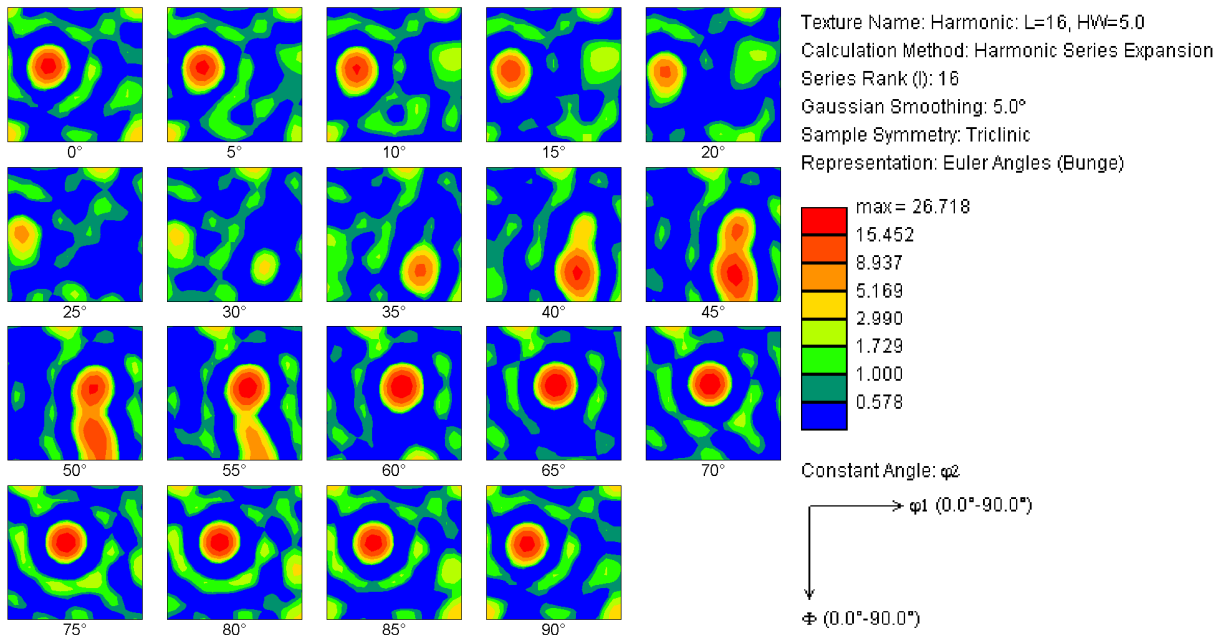 Texture Name: Harmonic: L=16, HW=5.0
Calculation Method: Harmonic Series Expansion
Series Rank (l): 16
Gaussian Smoothing: 5.0°
Sample Symmetry: Triclinic
Representation: Euler Angles (Bunge)
0° 5° 10° 15° 20°
25° 30° 35° 40° 45°
50° 55° 60° 65° 70°
75° 80° 85° 90°
max = 26.718
15.452
8.937
5.169
2.990
1.729
1.000
0.578
Constant Angle: φ2
φ1 (0.0°-90.0°)
Φ (0.0°-90.0°)